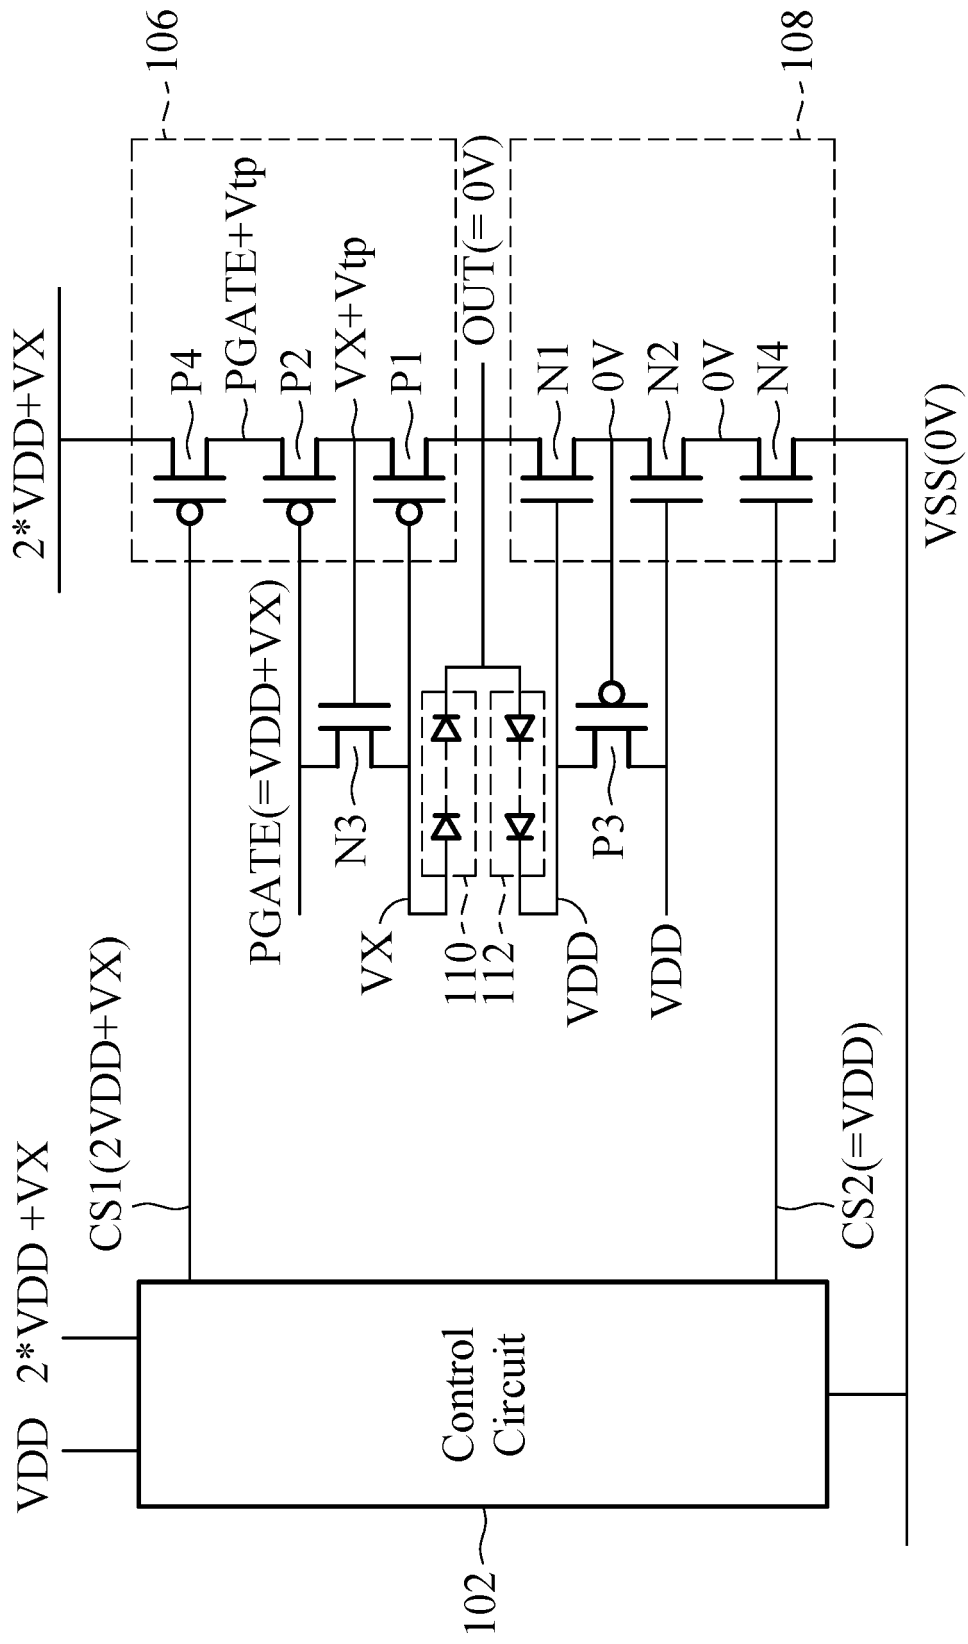 VDD
2*VDD +VX
2*VDD+VX
102
Control
Circuit
CS1(2VDD+VX)
CS2(=VDD)
PGATE(=VDD+VX)
N3
VX
110
112
VDD
P3
VDD
106
P4
PGATE+Vtp
P2
VX+Vtp
P1
OUT(= 0V)
108
N1
0V
N2
0V
N4
VSS(0V)